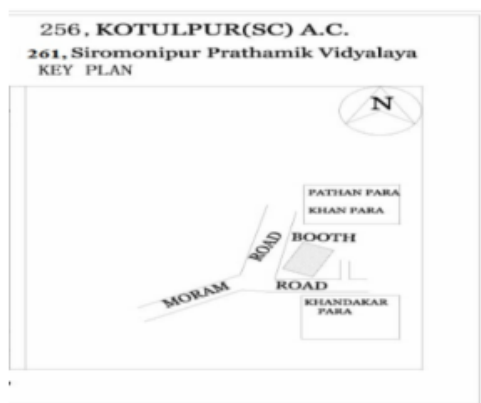 256, KOTULPUR(SC) A.C.
261, Siromonipur Prathamik Vidyalaya
KEY PLAN
N
PATHAN PARA
KHAN PARA
BOOTH
ROAD
MORAM
ROAD
KHANDAKAR
PARA